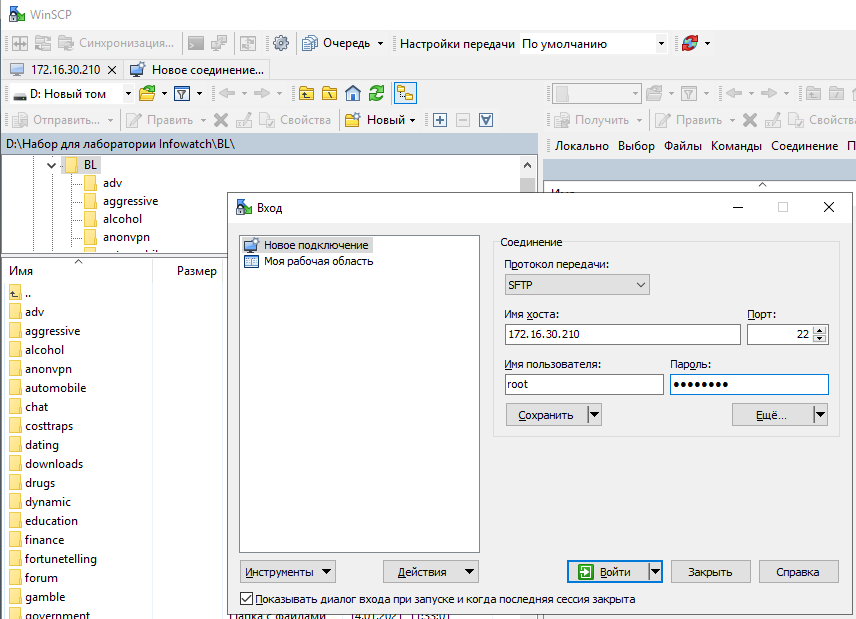 WinSCP
Синхронизация... Очередь Настройки передачи По умолчанию
172.16.30.210 Новое соединение...
D: Новый том
Отправить... Править Свойства Новый Получить Править
D:\Набор для лаборатории Infowatch\BL\ Локально Выбор Файлы Команды Соединение
BL
adv
aggressive
alcohol
anonvpn
Имя Размер
..
adv
aggressive
alcohol
anonvpn
automobile
chat
costtraps
dating
downloads
drugs
dynamic
education
finance
fortunetelling
forum
gamble
government
Вход
Новое подключение
Моя рабочая область
Соединение
Протокол передачи:
SFTP
Имя хоста: Порт:
172.16.30.210 22
Имя пользователя: Пароль:
root ••••••••
Сохранить Ещё...
Инструменты Действия Войти Закрыть Справка
Показывать диалог входа при запуске и когда последняя сессия закрыта